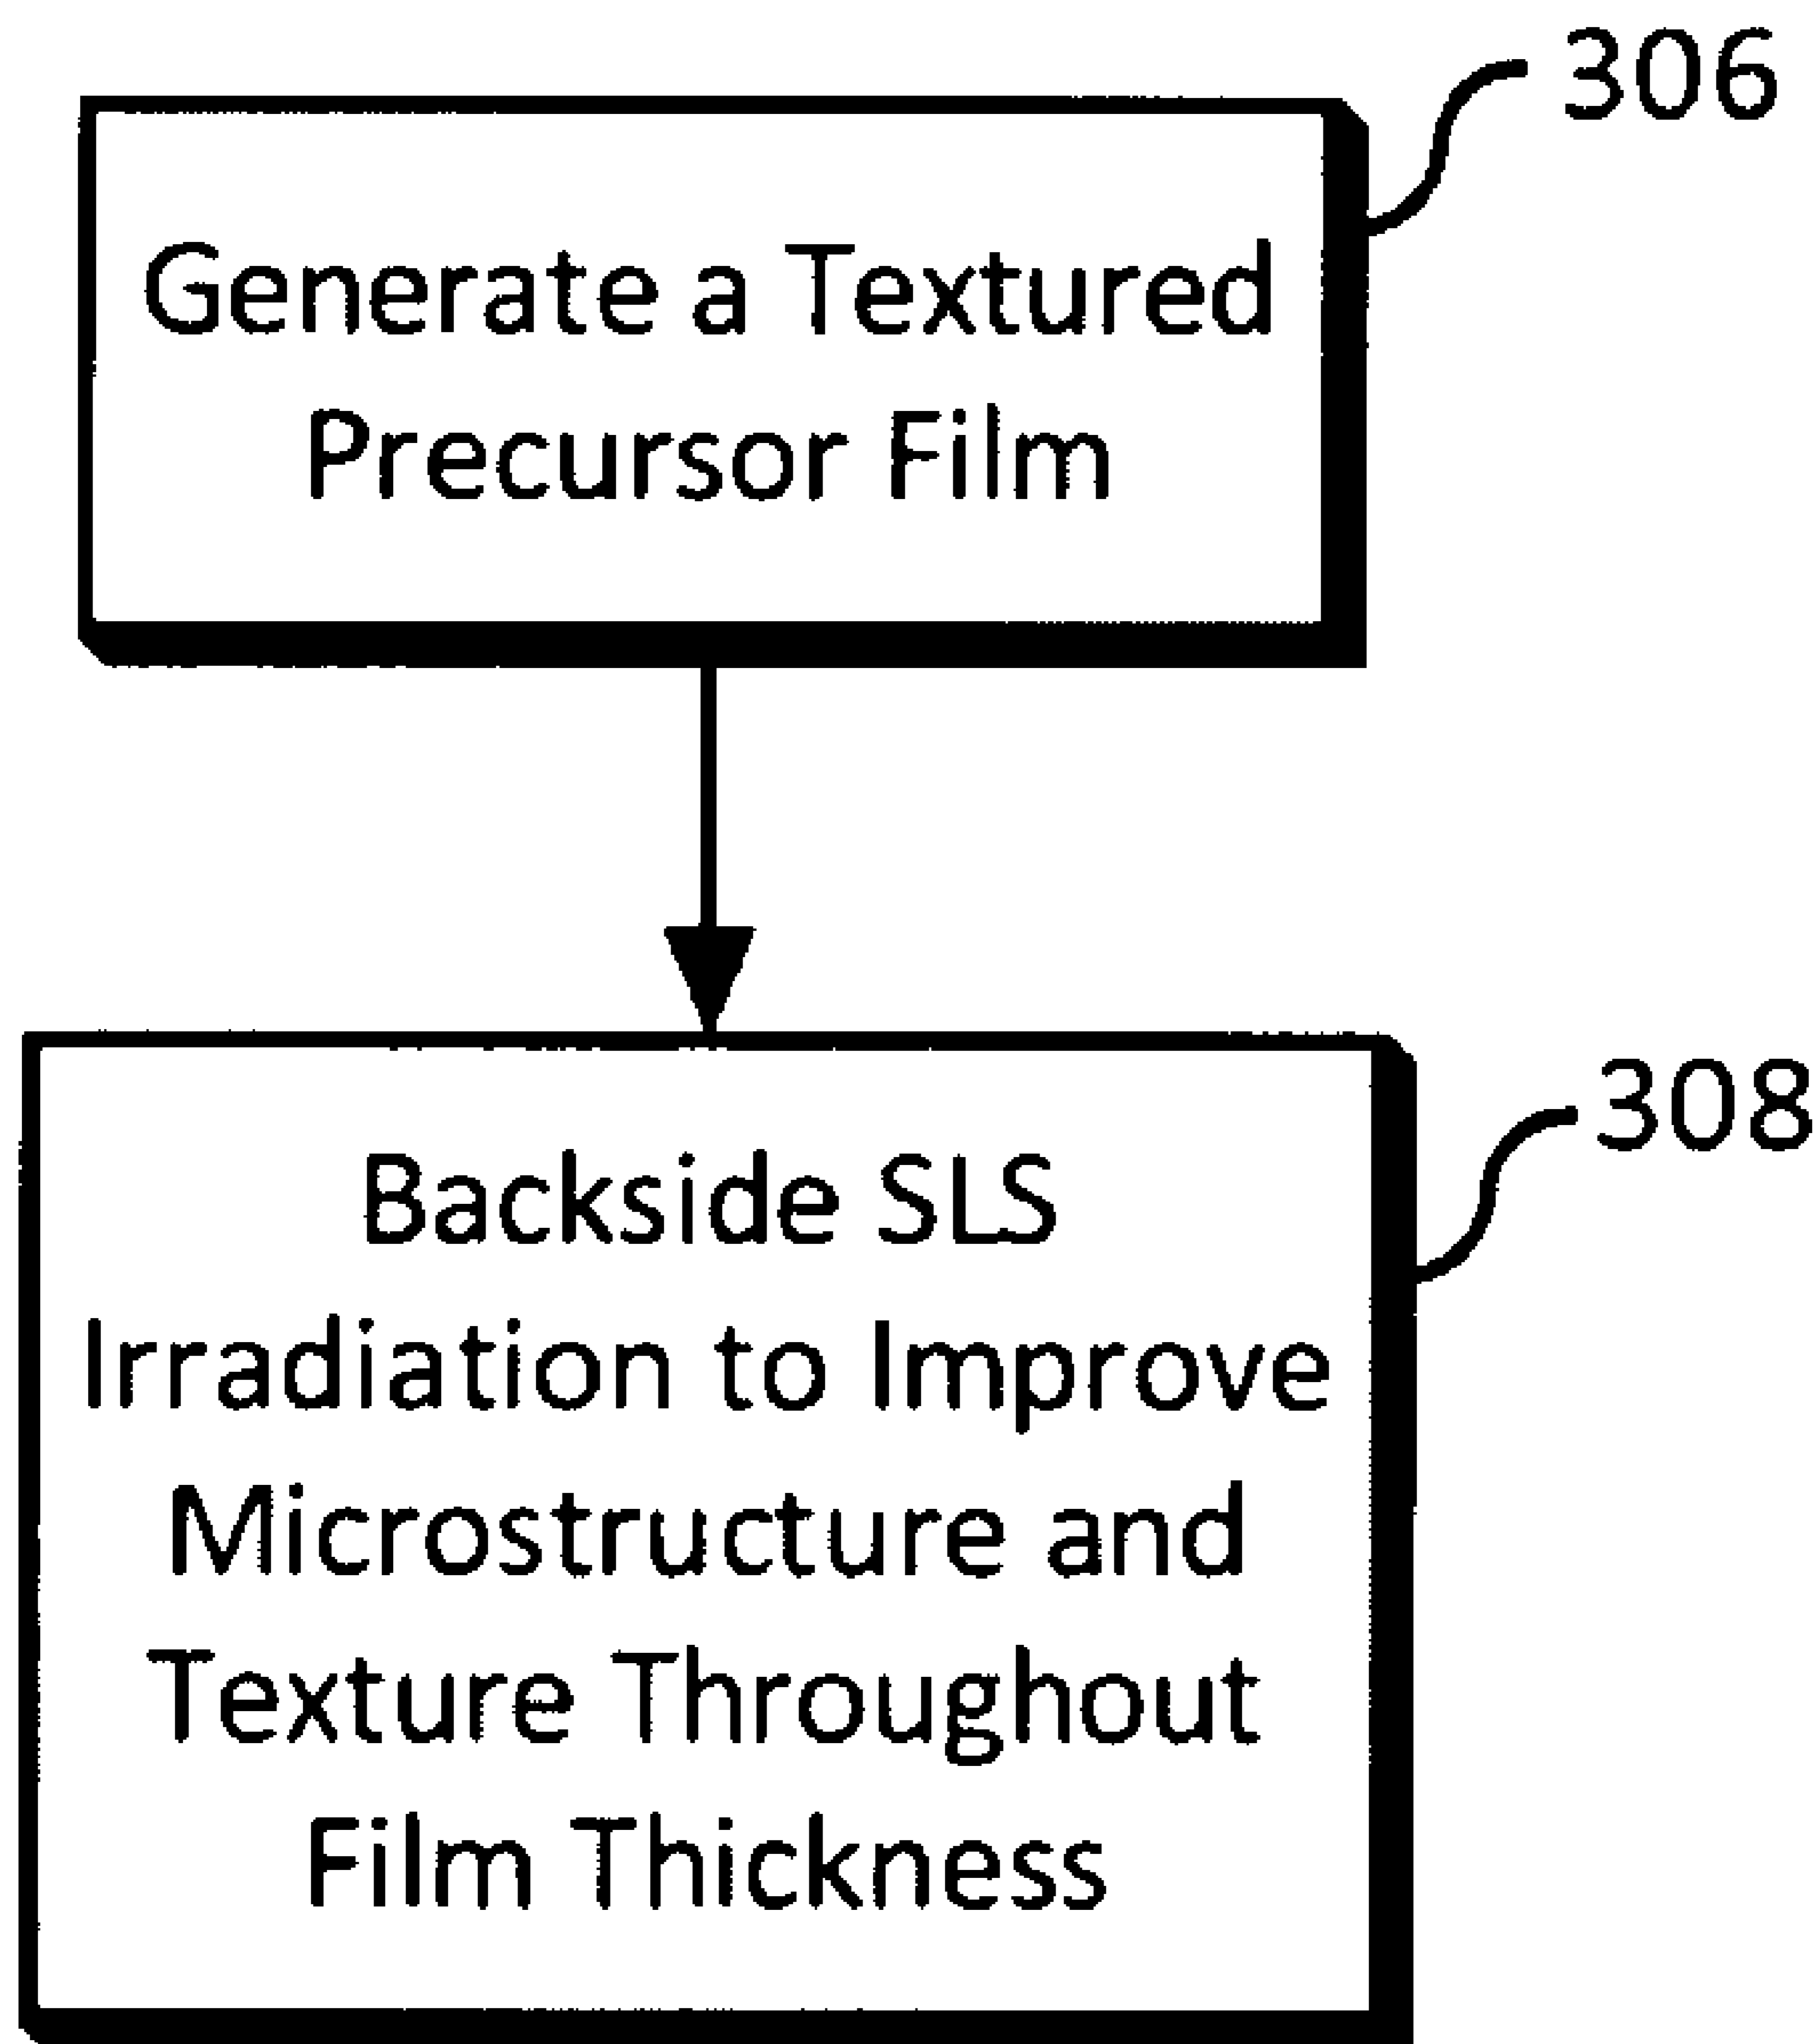 306
Generate a Textured
Precursor Film
308
Backside SLS
Irradiation to Improve
Microstructure and
Texture Throughout
Film Thickness